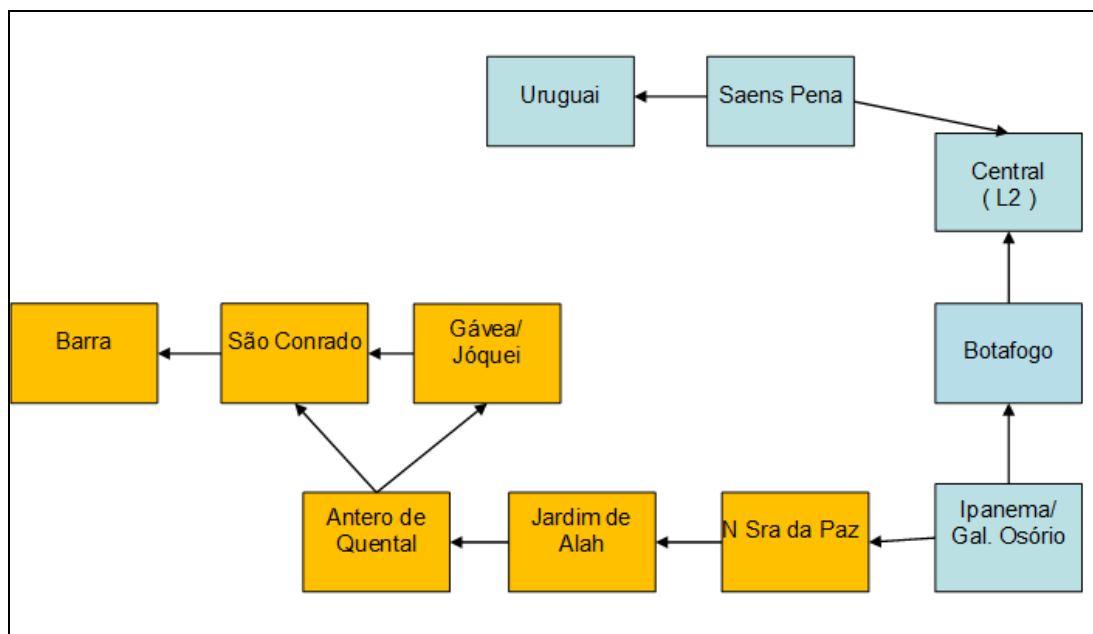 Uruguai
Saens Pena
Central
( L2 )
Barra
São Conrado
Gávea/
Jóquei
Botafogo
Antero de
Quental
Jardim de
Alah
N Sra da Paz
Ipanema/
Gal. Osório